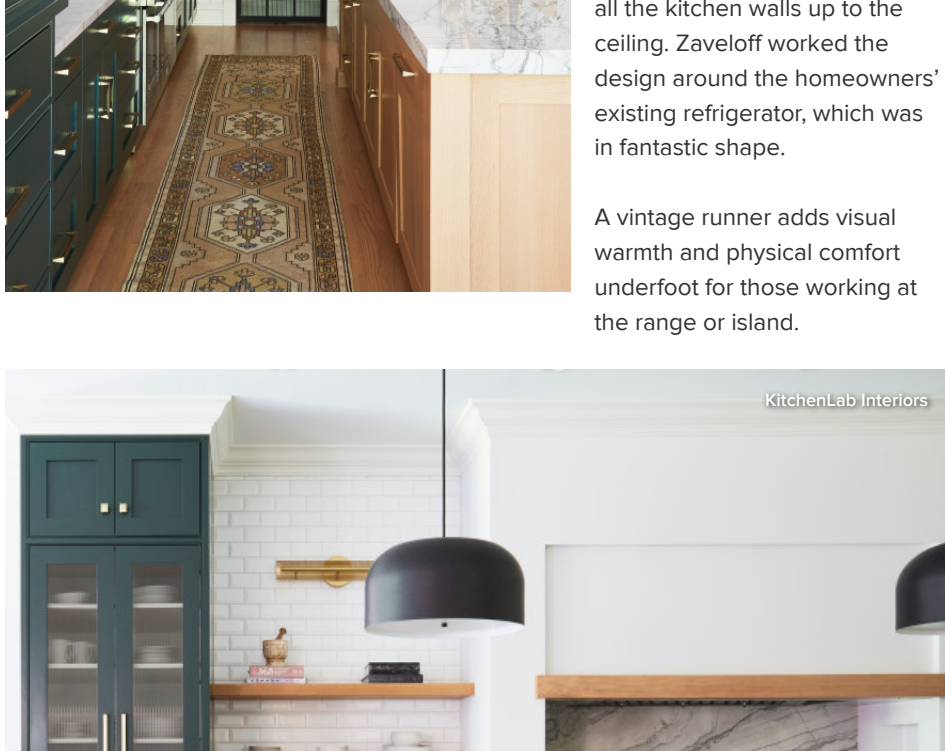 all the kitchen walls up to the
ceiling. Zaveloff worked the
design around the homeowners’
existing refrigerator, which was
in fantastic shape.
A vintage runner adds visual
warmth and physical comfort
underfoot for those working at
the range or island.
KitchenLab Interiors